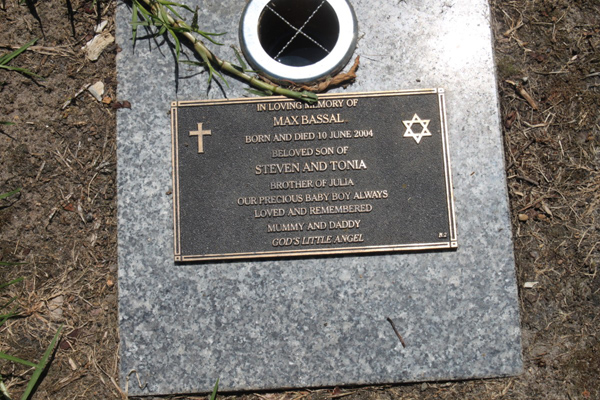 IN LOVING MEMORY OF
MAX BASSAL
BORN AND DIED 10 JUNE 2004
BELOVED SON OF
STEVEN AND TONIA
BROTHER OF JULIA
OUR PRECIOUS BABY BOY ALWAYS
LOVED AND REMEMBERED
MUMMY AND DADDY
GOD'S LITTLE ANGEL